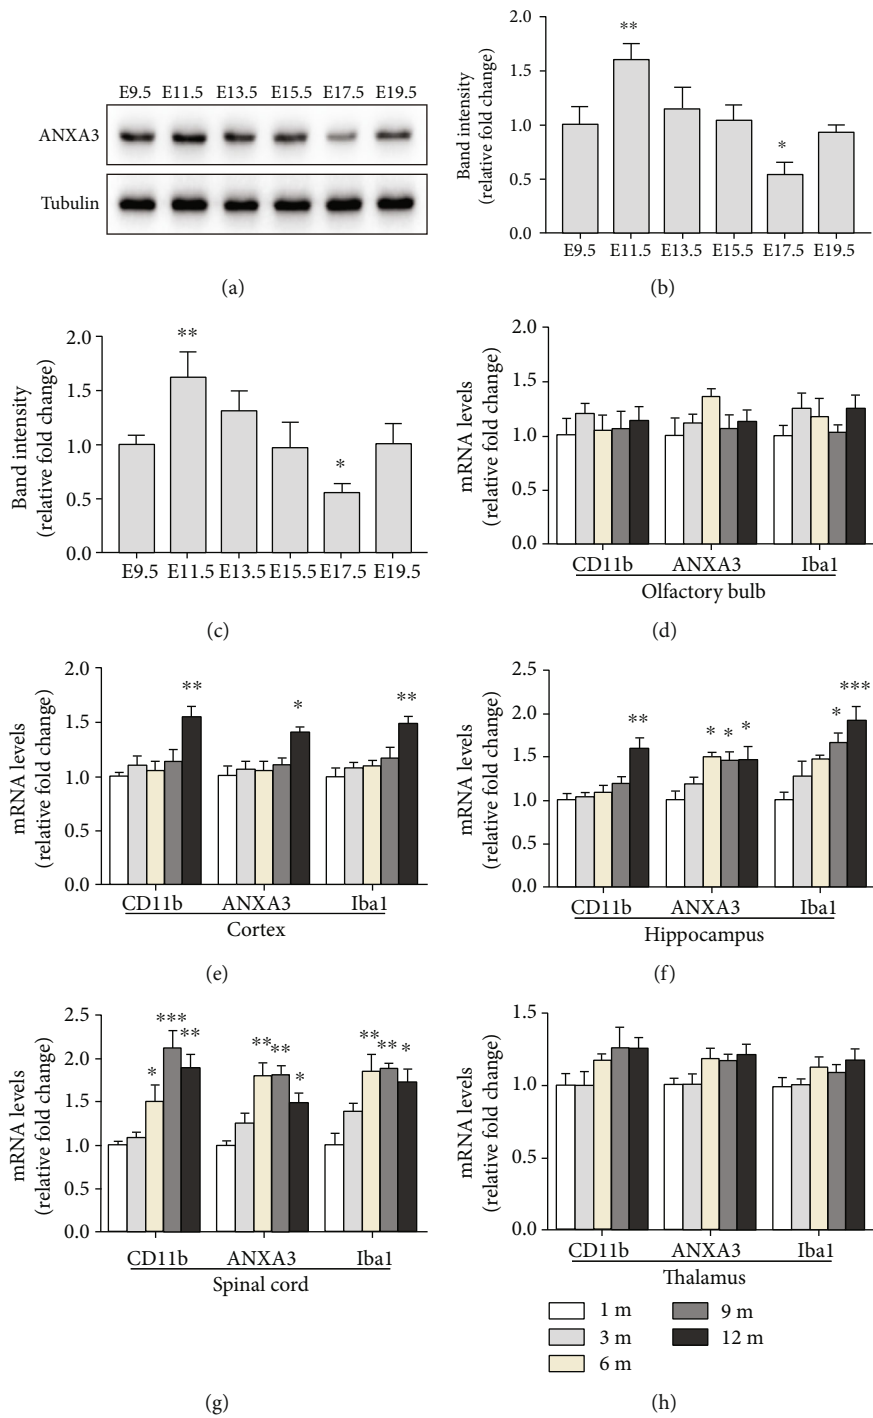 E9.5 E11.5 E13.5 E15.5 E17.5 E19.5
ANXA3
Tubulin
(a)
Band intensity
(relative fold change)
2.0
1.5
1.0
0.5
0.0
**
*
E9.5 E11.5 E13.5 E15.5 E17.5 E19.5
(b)
Band intensity
(relative fold change)
2.0
1.5
1.0
0.5
0.0
**
*
E9.5 E11.5 E13.5 E15.5 E17.5 E19.5
(c)
mRNA levels
(relative fold change)
2.0
1.5
1.0
0.5
0.0
CD11b ANXA3 Iba1
Olfactory bulb
(d)
mRNA levels
(relative fold change)
2.0
1.5
1.0
0.5
0.0
** * **
CD11b ANXA3 Iba1
Cortex
(e)
mRNA levels
(relative fold change)
2.5
2.0
1.5
1.0
0.5
0.0
** * * * * ***
CD11b ANXA3 Iba1
Hippocampus
(f)
mRNA levels
(relative fold change)
2.5
2.0
1.5
1.0
0.5
0.0
* *** ** ** ** * ** ** *
CD11b ANXA3 Iba1
Spinal cord
(g)
mRNA levels
(relative fold change)
1.5
1.0
0.5
0.0
CD11b ANXA3 Iba1
Thalamus
1 m 9 m
3 m 12 m
6 m
(h)